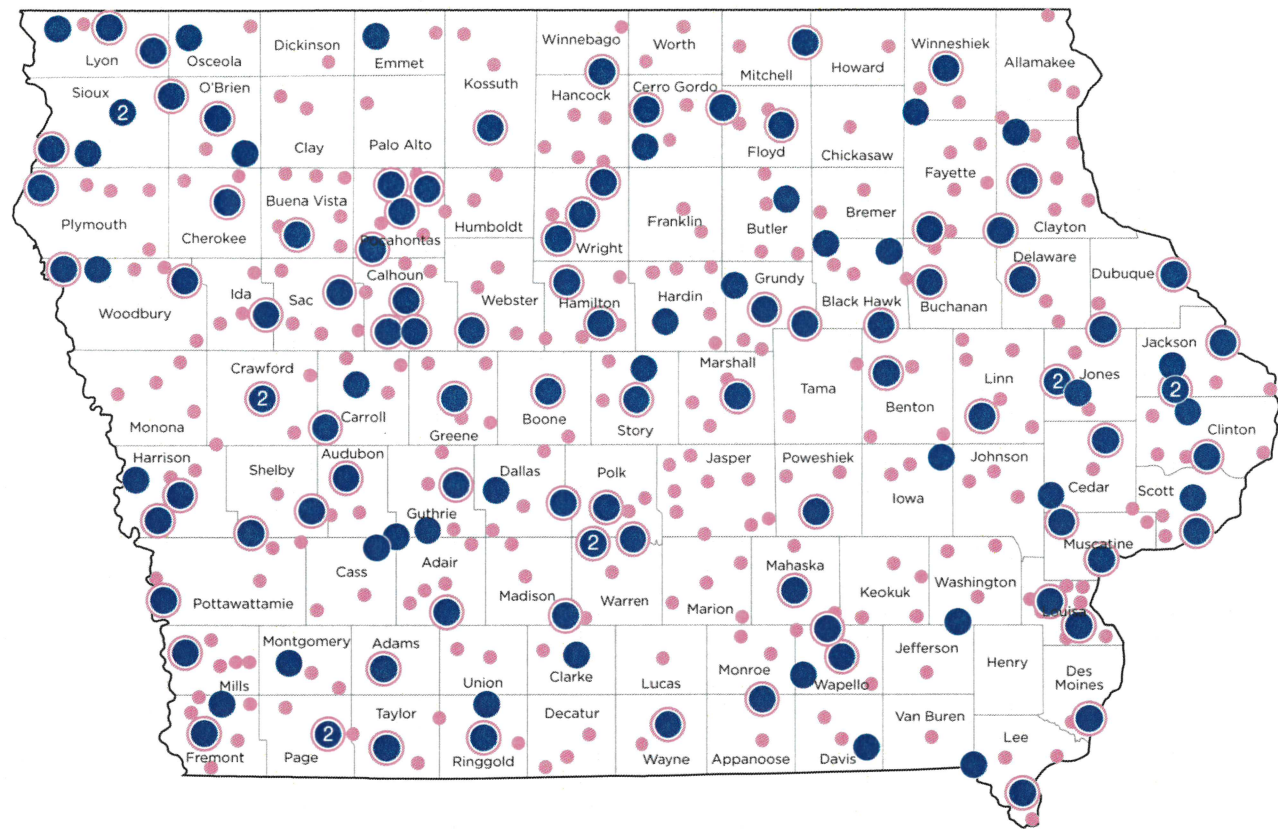 Lyon
Osceola
Dickinson
Emmet
Winnebago
Worth
Mitchell
Howard
Winneshiek
Allamakee
Sioux
2
O'Brien
Clay
Palo Alto
Kossuth
Hancock
Cerro Gordo
Floyd
Chickasaw
Fayette
Clayton
Plymouth
Cherokee
Buena Vista
Pocahontas
Humboldt
Wright
Franklin
Butler
Bremer
Woodbury
Ida
Sac
Calhoun
Webster
Hamilton
Hardin
Grundy
Black Hawk
Buchanan
Delaware
Dubuque
Monona
Crawford
2
Carroll
Greene
Boone
Story
Marshall
Tama
Benton
Linn
2
Jones
Jackson
2
Clinton
Harrison
Shelby
Audubon
Guthrie
Dallas
Polk
2
Jasper
Poweshiek
Iowa
Johnson
Cedar
Scott
Muscatine
Pottawattamie
Cass
Adair
Madison
Warren
Marion
Mahaska
Keokuk
Washington
Louisa
Mills
Montgomery
Adams
Union
Clarke
Lucas
Monroe
Wapello
Jefferson
Henry
Des
Moines
Fremont
Page
2
Taylor
Ringgold
Decatur
Wayne
Appanoose
Davis
Van Buren
Lee